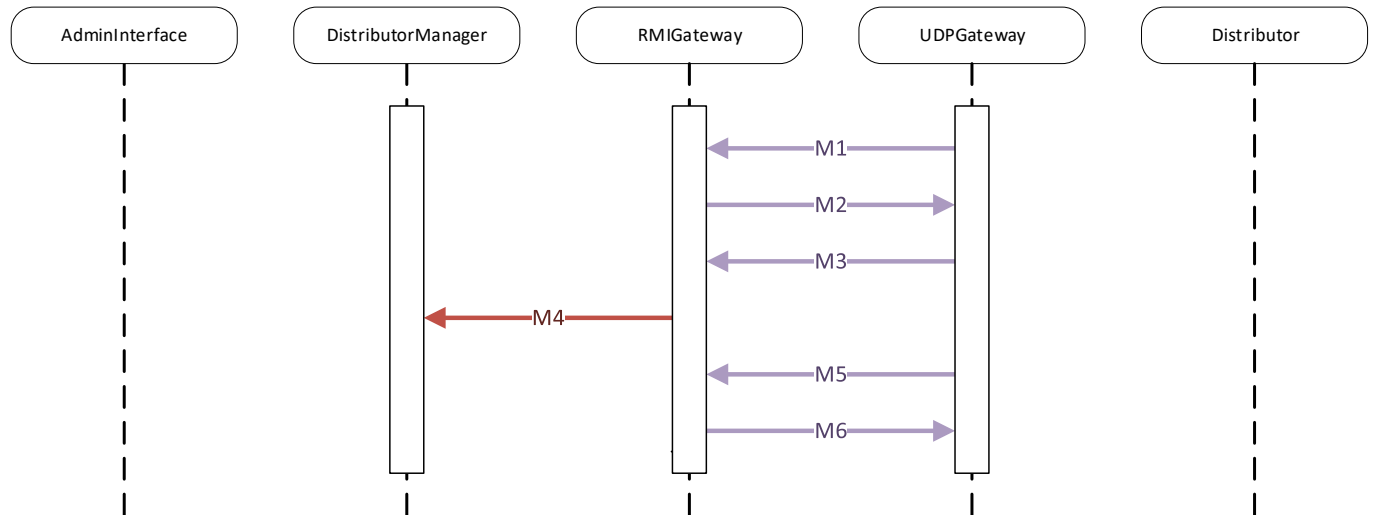 AdminInterface
DistributorManager
RMIGateway
UDPGateway
Distributor
M1
M2
M3
M4
M5
M6